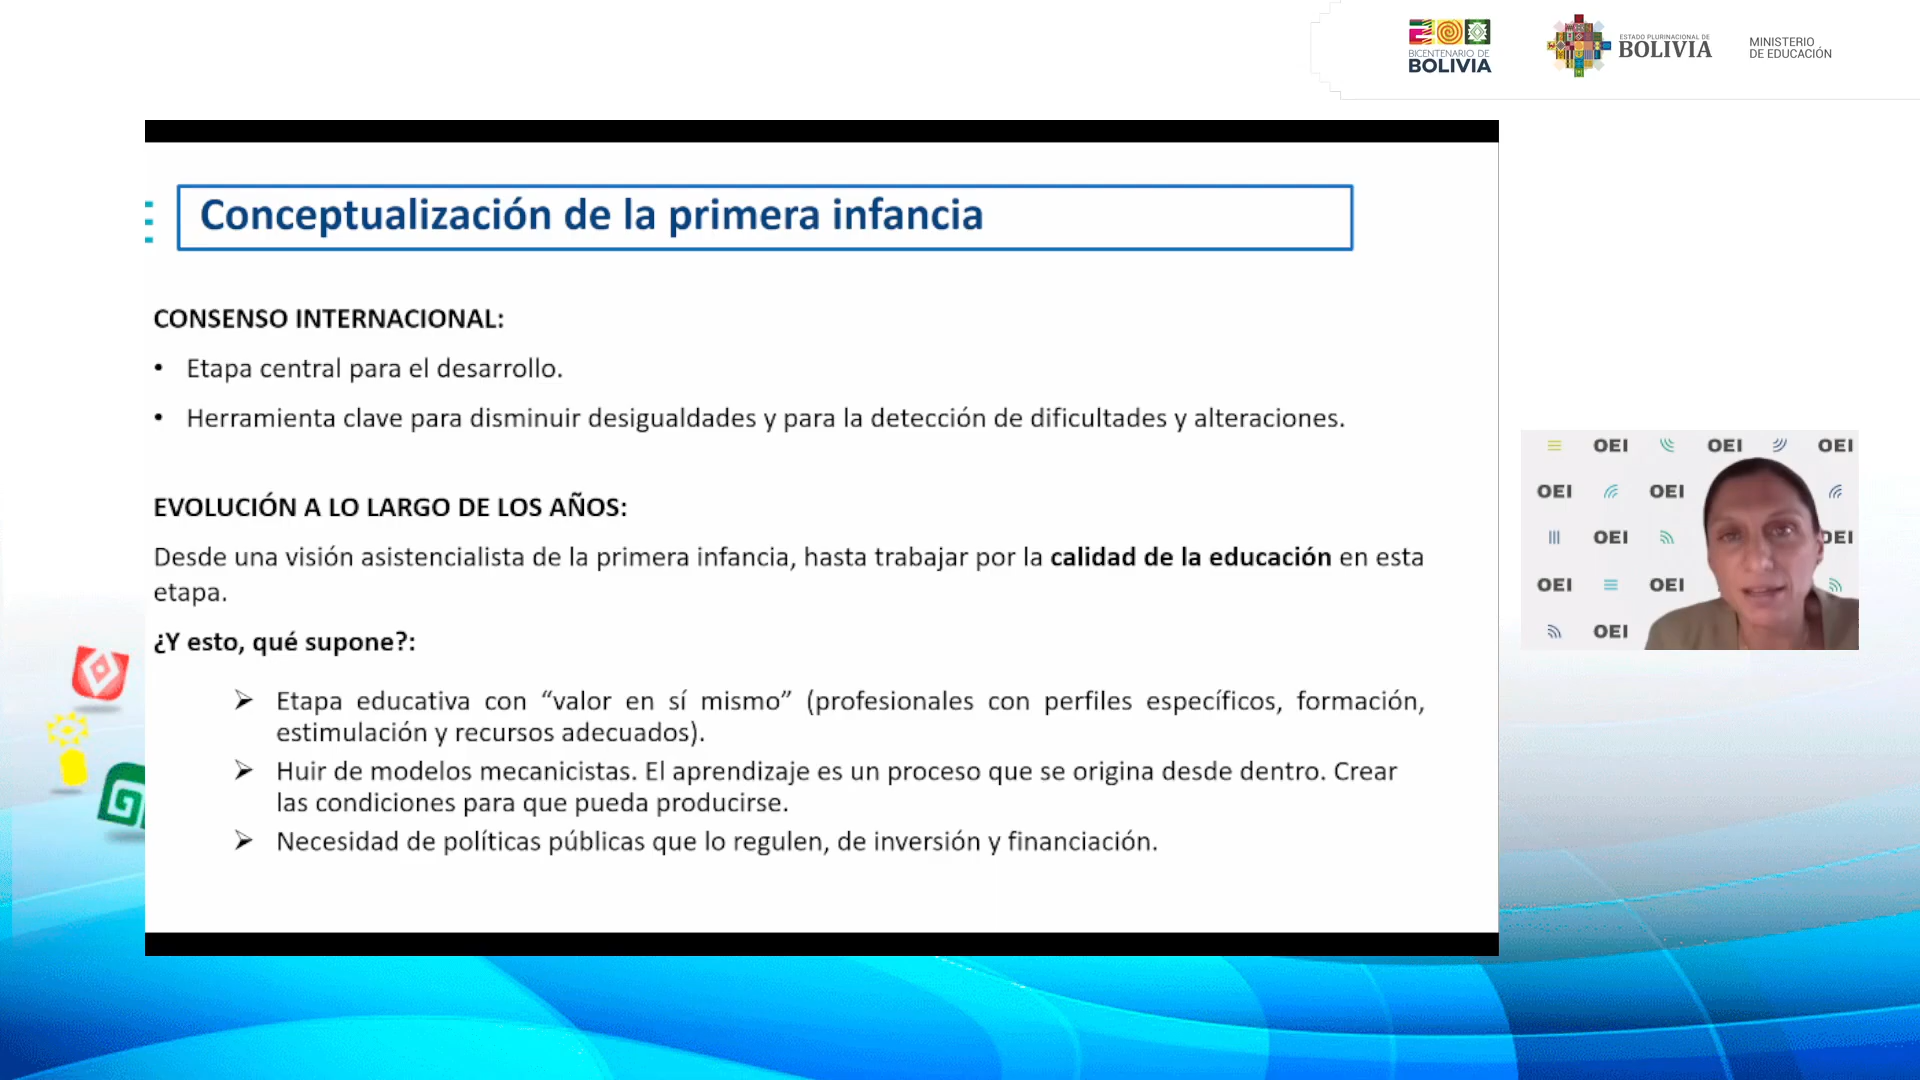 BICENTENARIO DE
BOLIVIA
ESTADO PLURINACIONAL DE
BOLIVIA
MINISTERIO
DE EDUCACIÓN
Conceptualización de la primera infancia
CONSENSO INTERNACIONAL:
• Etapa central para el desarrollo.
• Herramienta clave para disminuir desigualdades y para la detección de dificultades y alteraciones.
EVOLUCIÓN A LO LARGO DE LOS AÑOS:
Desde una visión asistencialista de la primera infancia, hasta trabajar por la calidad de la educación en esta
etapa.
¿Y esto, qué supone?:
➢ Etapa educativa con “valor en sí mismo” (profesionales con perfiles específicos, formación,
estimulación y recursos adecuados).
➢ Huir de modelos mecanicistas. El aprendizaje es un proceso que se origina desde dentro. Crear
las condiciones para que pueda producirse.
➢ Necesidad de políticas públicas que lo regulen, de inversión y financiación.
OEI OEI OEI
OEI OEI
OEI OEI
OEI OEI
OEI